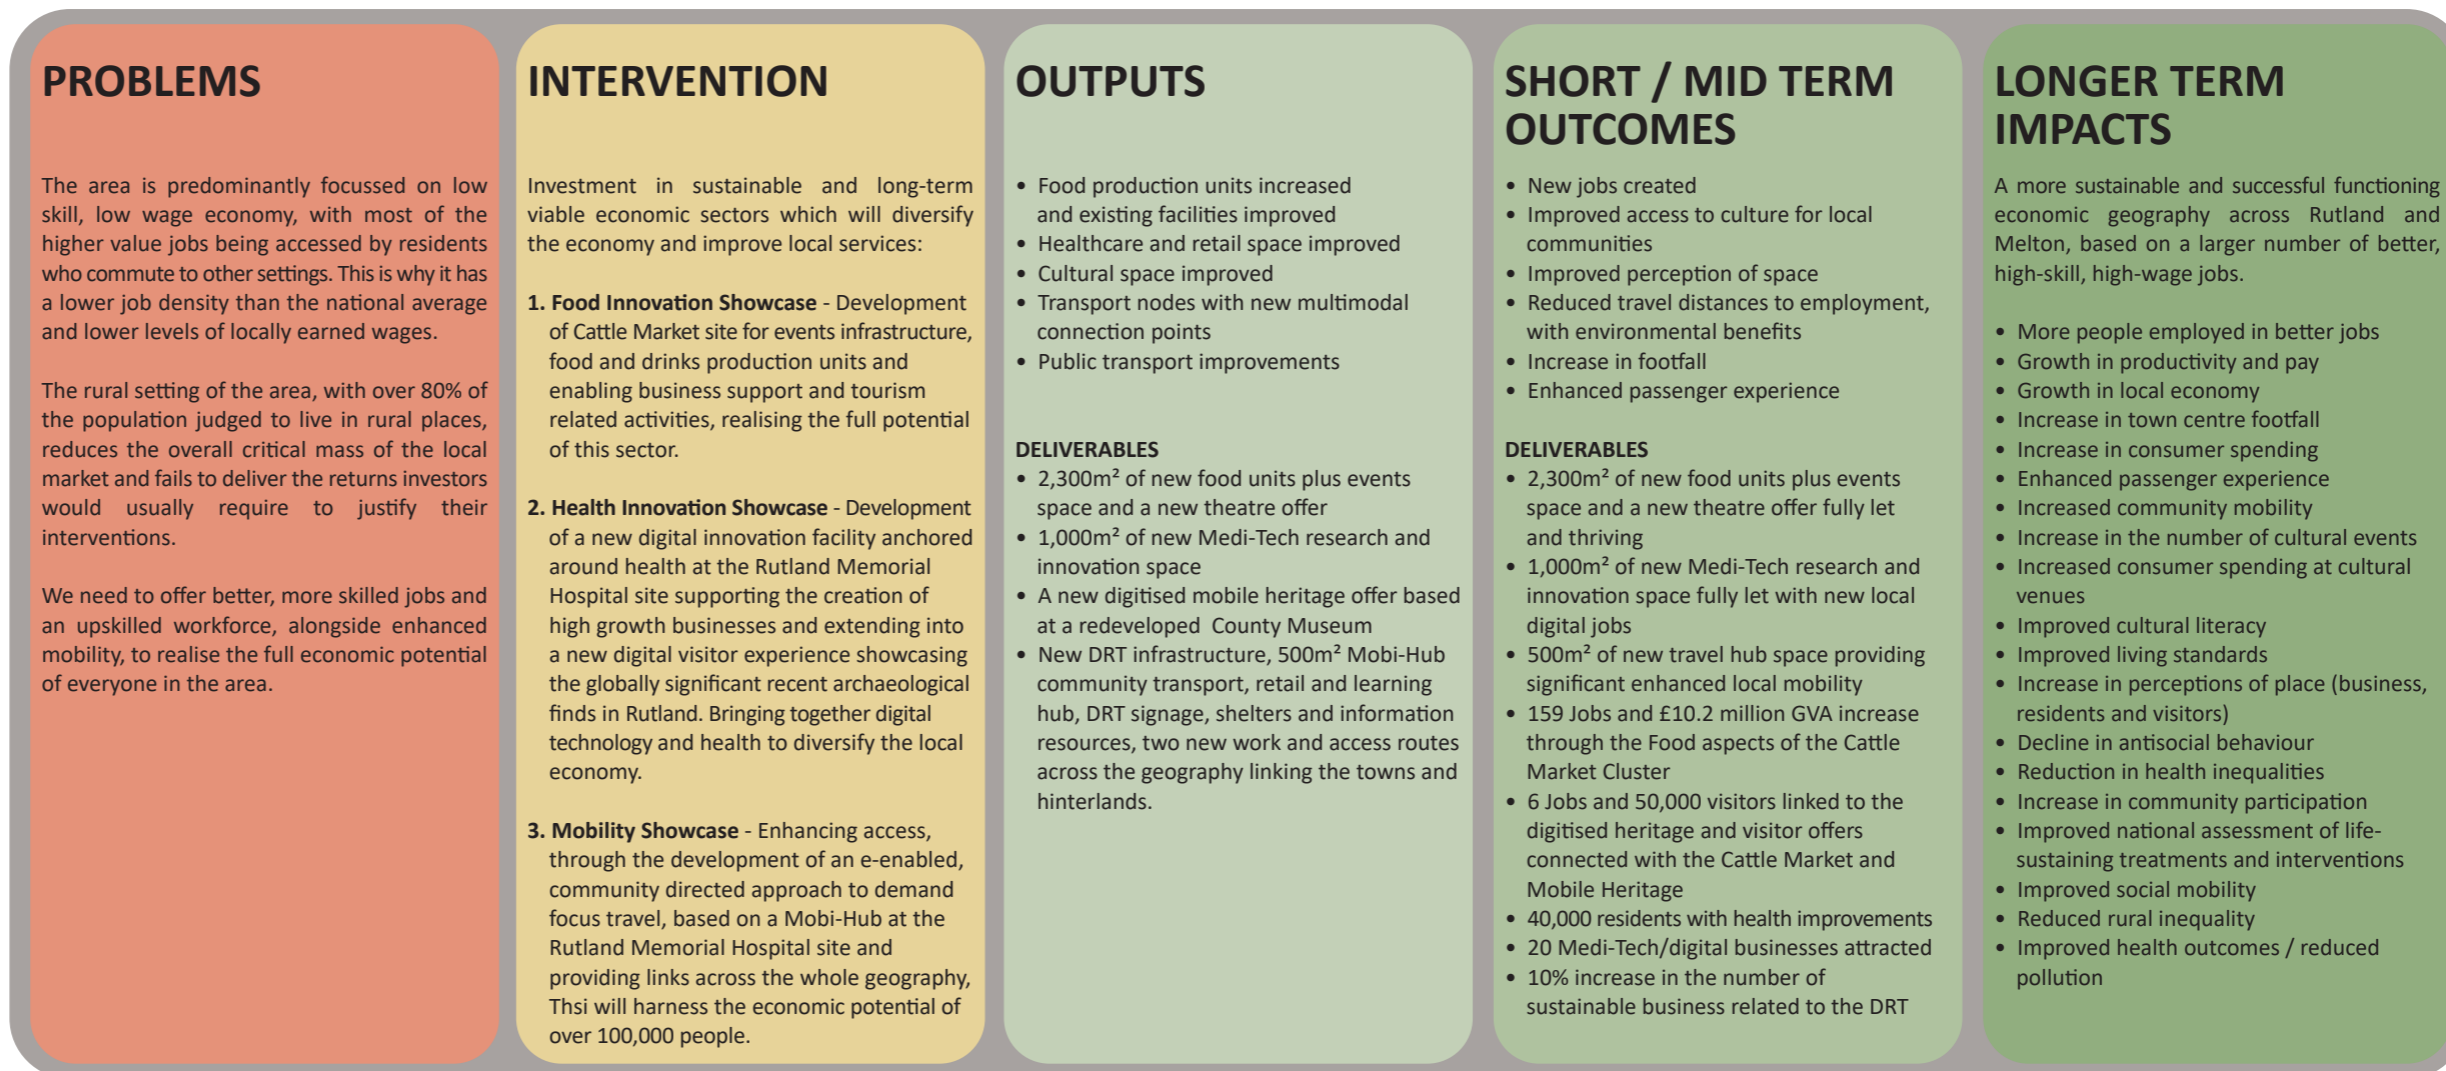 PROBLEMS
The area is predominantly focussed on low
skill, low wage economy, with most of the
higher value jobs being accessed by residents
who commute to other settings. This is why it has
a lower job density than the national average
and lower levels of locally earned wages.
The rural setting of the area, with over 80% of
the population judged to live in rural places,
reduces the overall critical mass of the local
market and fails to deliver the returns investors
would usually require to justify their
interventions.
We need to offer better, more skilled jobs and
an upskilled workforce, alongside enhanced
mobility, to realise the full economic potential
of everyone in the area.
INTERVENTION
Investment in sustainable and long-term
viable economic sectors which will diversify
the economy and improve local services:
1. Food Innovation Showcase - Development
of Cattle Market site for events infrastructure,
food and drinks production units and
enabling business support and tourism
related activities, realising the full potential
of this sector.
2. Health Innovation Showcase - Development
of a new digital innovation facility anchored
around health at the Rutland Memorial
Hospital site supporting the creation of
high growth businesses and extending into
a new digital visitor experience showcasing
the globally significant recent archaeological
finds in Rutland. Bringing together digital
technology and health to diversify the local
economy.
3. Mobility Showcase - Enhancing access,
through the development of an e-enabled,
community directed approach to demand
focus travel, based on a Mobi-Hub at the
Rutland Memorial Hospital site and
providing links across the whole geography,
Thsi will harness the economic potential of
over 100,000 people.
OUTPUTS
• Food production units increased
and existing facilities improved
• Healthcare and retail space improved
• Cultural space improved
• Transport nodes with new multimodal
connection points
• Public transport improvements
DELIVERABLES
• 2,300m² of new food units plus events
space and a new theatre offer
• 1,000m² of new Medi-Tech research and
innovation space
• A new digitised mobile heritage offer based
at a redeveloped County Museum
• New DRT infrastructure, 500m² Mobi-Hub
community transport, retail and learning
hub, DRT signage, shelters and information
resources, two new work and access routes
across the geography linking the towns and
hinterlands.
SHORT / MID TERM
OUTCOMES
• New jobs created
• Improved access to culture for local
communities
• Improved perception of space
• Reduced travel distances to employment,
with environmental benefits
• Increase in footfall
• Enhanced passenger experience
DELIVERABLES
• 2,300m² of new food units plus events
space and a new theatre offer fully let
and thriving
• 1,000m² of new Medi-Tech research and
innovation space fully let with new local
digital jobs
• 500m² of new travel hub space providing
significant enhanced local mobility
• 159 Jobs and £10.2 million GVA increase
through the Food aspects of the Cattle
Market Cluster
• 6 Jobs and 50,000 visitors linked to the
digitised heritage and visitor offers
connected with the Cattle Market and
Mobile Heritage
• 40,000 residents with health improvements
• 20 Medi-Tech/digital businesses attracted
• 10% increase in the number of
sustainable business related to the DRT
LONGER TERM
IMPACTS
A more sustainable and successful functioning
economic geography across Rutland and
Melton, based on a larger number of better,
high-skill, high-wage jobs.
• More people employed in better jobs
• Growth in productivity and pay
• Growth in local economy
• Increase in town centre footfall
• Increase in consumer spending
• Enhanced passenger experience
• Increased community mobility
• Increase in the number of cultural events
• Increased consumer spending at cultural
venues
• Improved cultural literacy
• Improved living standards
• Increase in perceptions of place (business,
residents and visitors)
• Decline in antisocial behaviour
• Reduction in health inequalities
• Increase in community participation
• Improved national assessment of life-
sustaining treatments and interventions
• Improved social mobility
• Reduced rural inequality
• Improved health outcomes / reduced
pollution